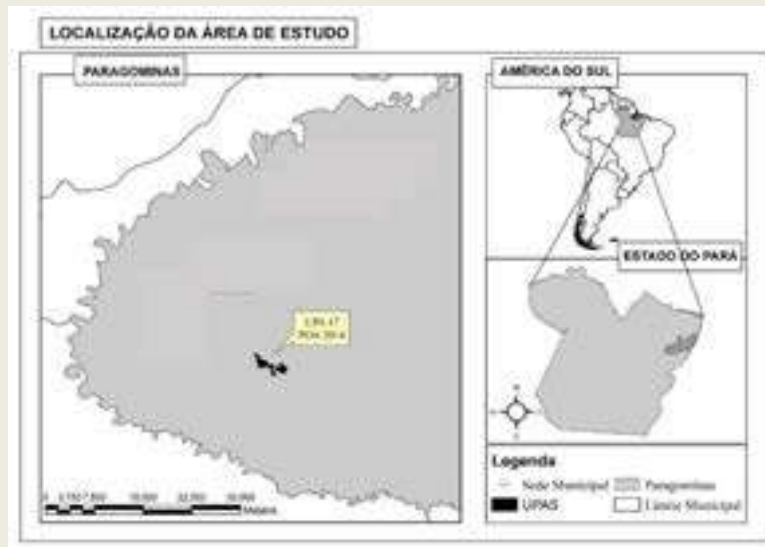 LOCALIZAÇÃO DA ÁREA DE ESTUDO
PARAGOMINAS
AMÉRICA DO SUL
ESTADO DO PARÁ
Legenda
Sede Municipal
Paragominas
UPAS
Limite Municipal